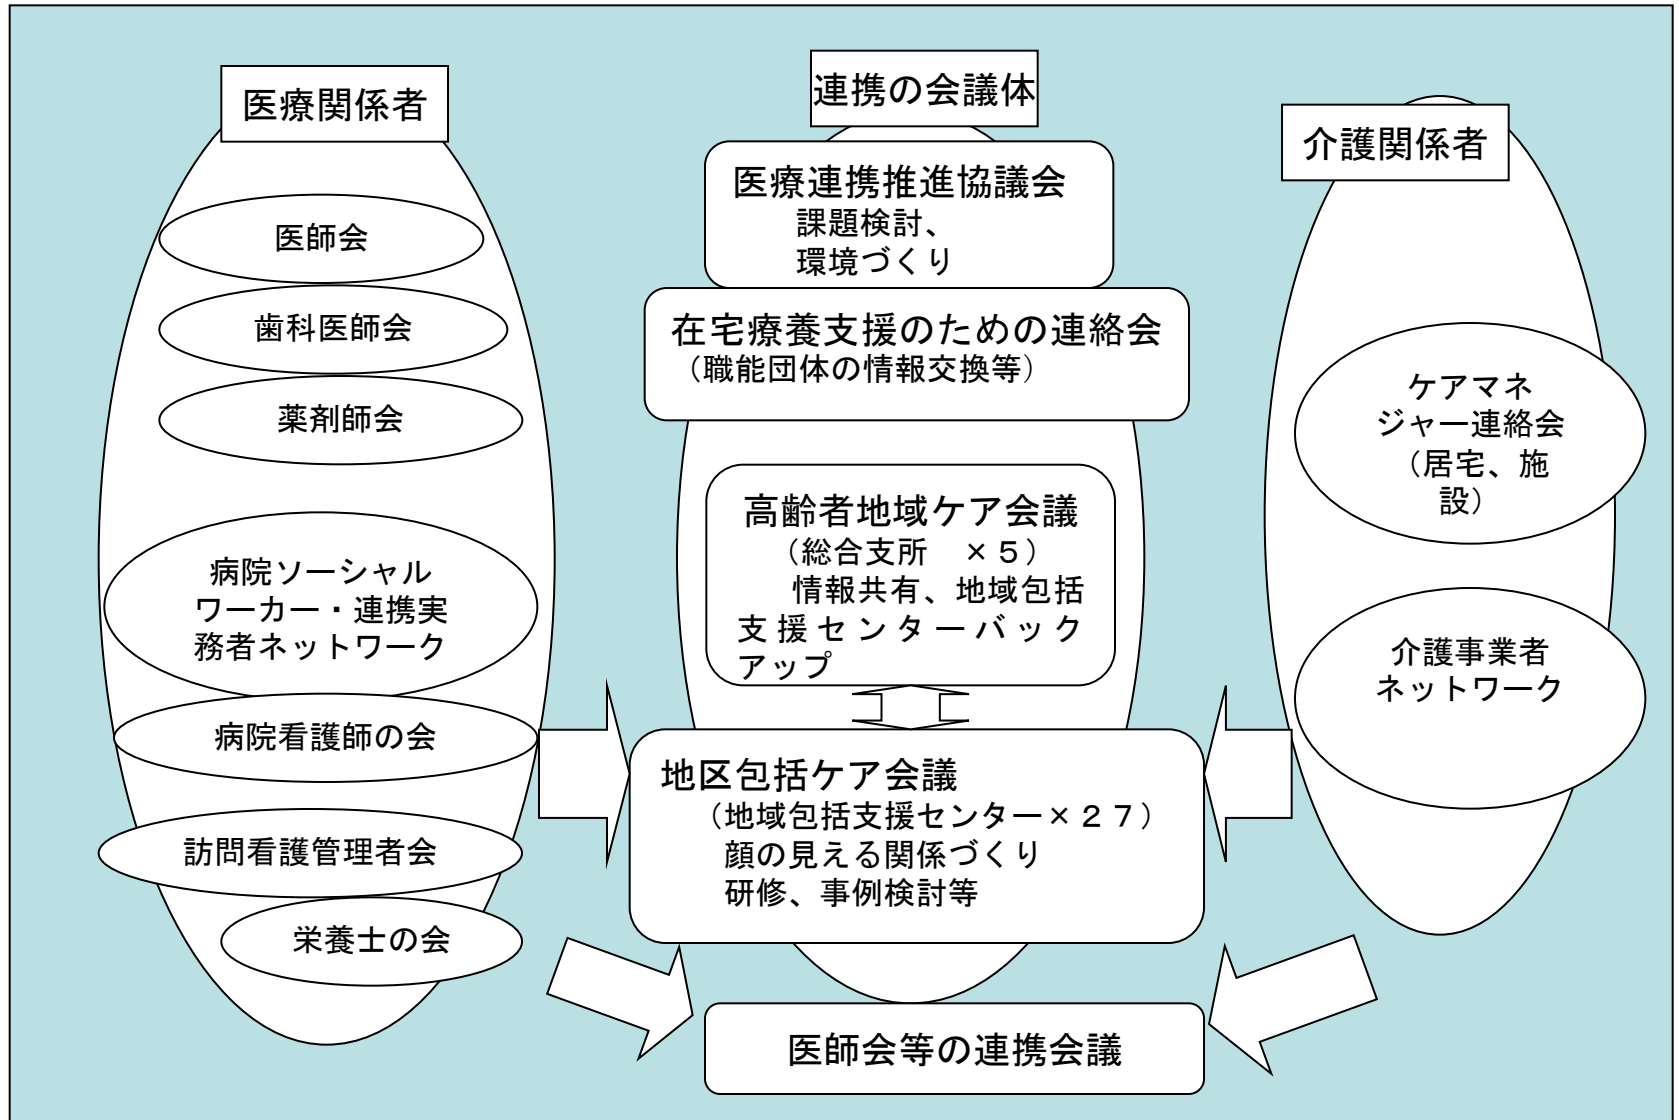 医療関係者
医師会
歯科医師会
薬剤師会
病院ソーシャル
ワーカー・連携実
務者ネットワーク
病院看護師の会
訪問看護管理者会
栄養士の会
連携の会議体
医療連携推進協議会
課題検討、
環境づくり
在宅療養支援のための連絡会
（職能団体の情報交換等）
高齢者地域ケア会議
（総合支所　×５）
情報共有、地域包括
支援センターバック
アップ
地区包括ケア会議
（地域包括支援センター×２７）
顔の見える関係づくり
研修、事例検討等
医師会等の連携会議
介護関係者
ケアマネ
ジャー連絡会
（居宅、施
設）
介護事業者
ネットワーク